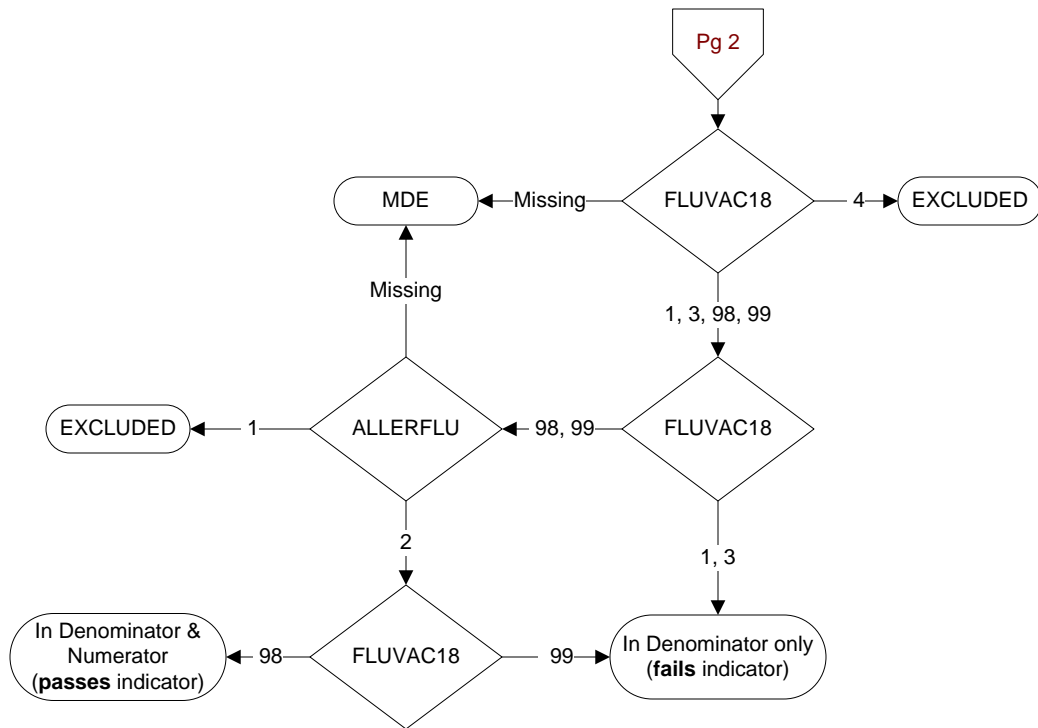 Pg 2
MDE
Missing
FLUVAC18
4
EXCLUDED
Missing
1, 3, 98, 99
EXCLUDED
1
ALLERFLU
98, 99
FLUVAC18
2
1, 3
In Denominator &
Numerator
(passes indicator)
98
FLUVAC18
99
In Denominator only
(fails indicator)